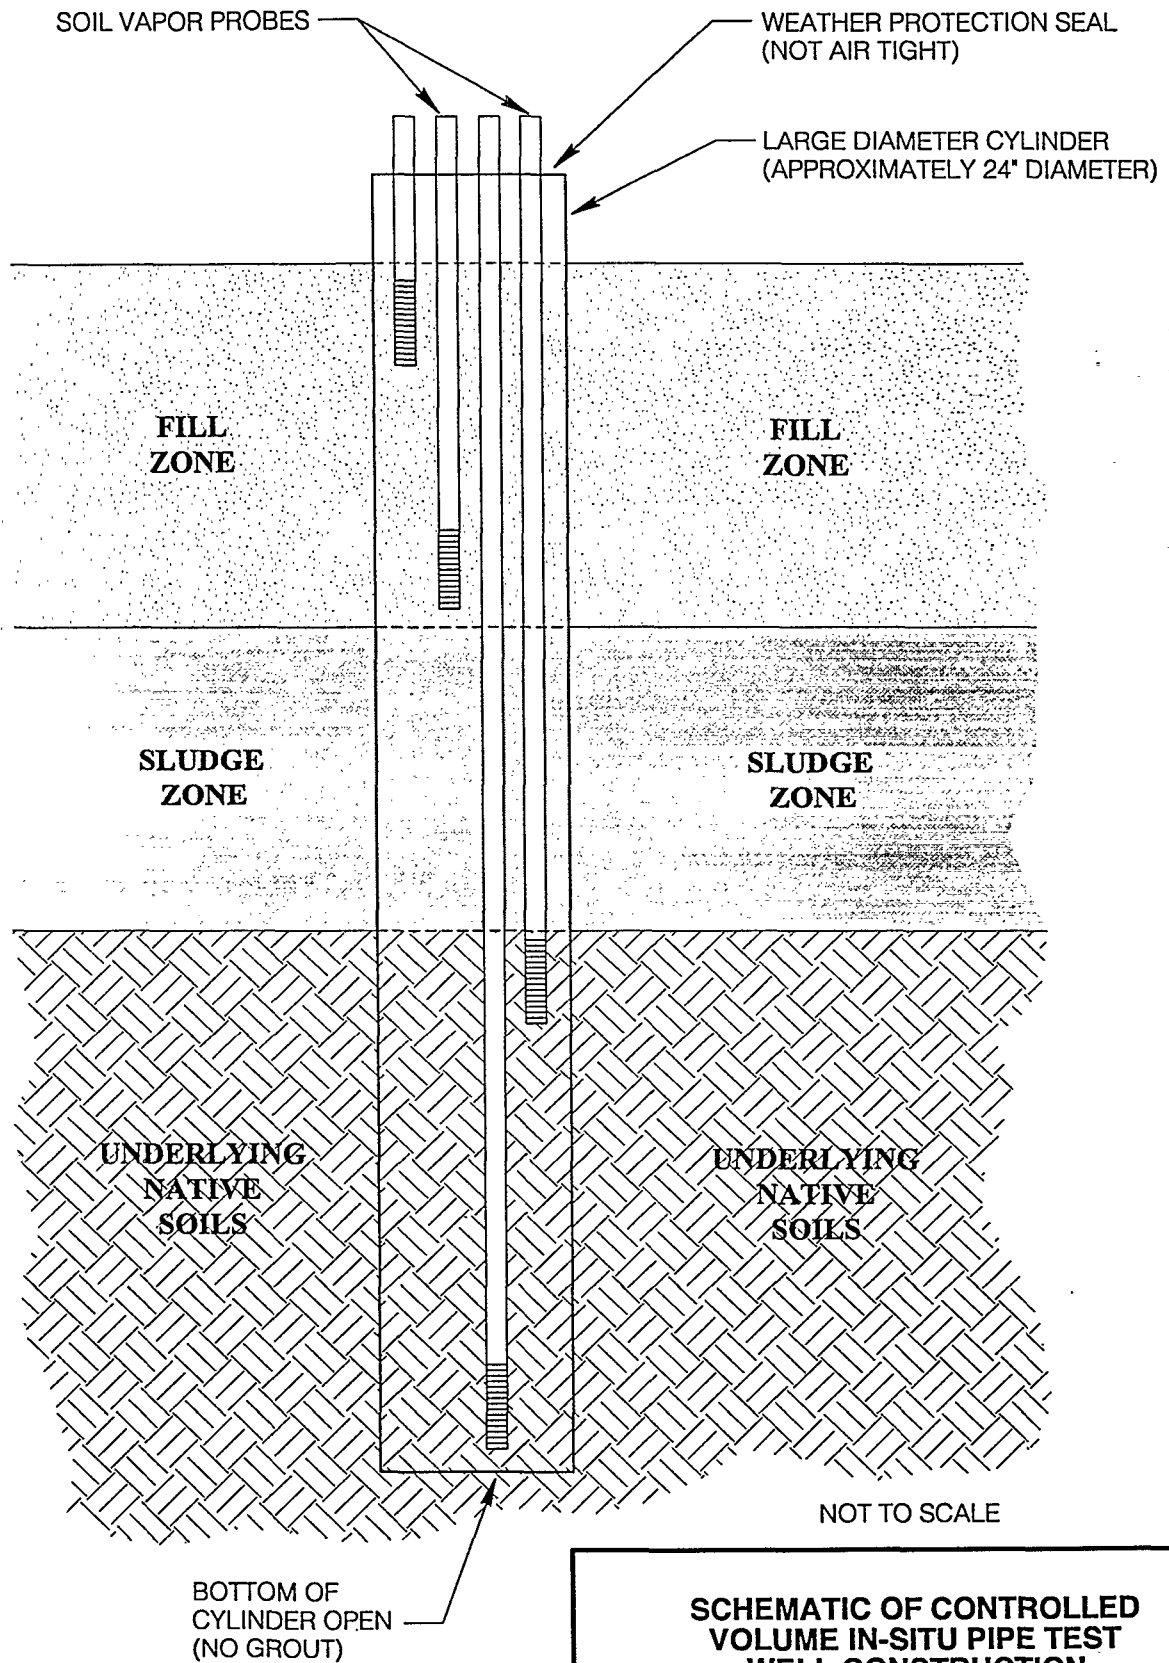 SOIL VAPOR PROBES
WEATHER PROTECTION SEAL
(NOT AIR TIGHT)
LARGE DIAMETER CYLINDER
(APPROXIMATELY 24" DIAMETER)
FILL
ZONE
FILL
ZONE
SLUDGE
ZONE
SLUDGE
ZONE
UNDERLYING
NATIVE
SOILS
UNDERLYING
NATIVE
SOILS
NOT TO SCALE
BOTTOM OF
CYLINDER OPEN
(NO GROUT)
SCHEMATIC OF CONTROLLED
VOLUME IN-SITU PIPE TEST
WELL CONSTRUCTION